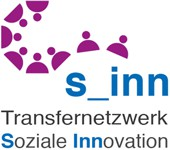 s_inn
Transfernetzwerk
Soziale Innovation